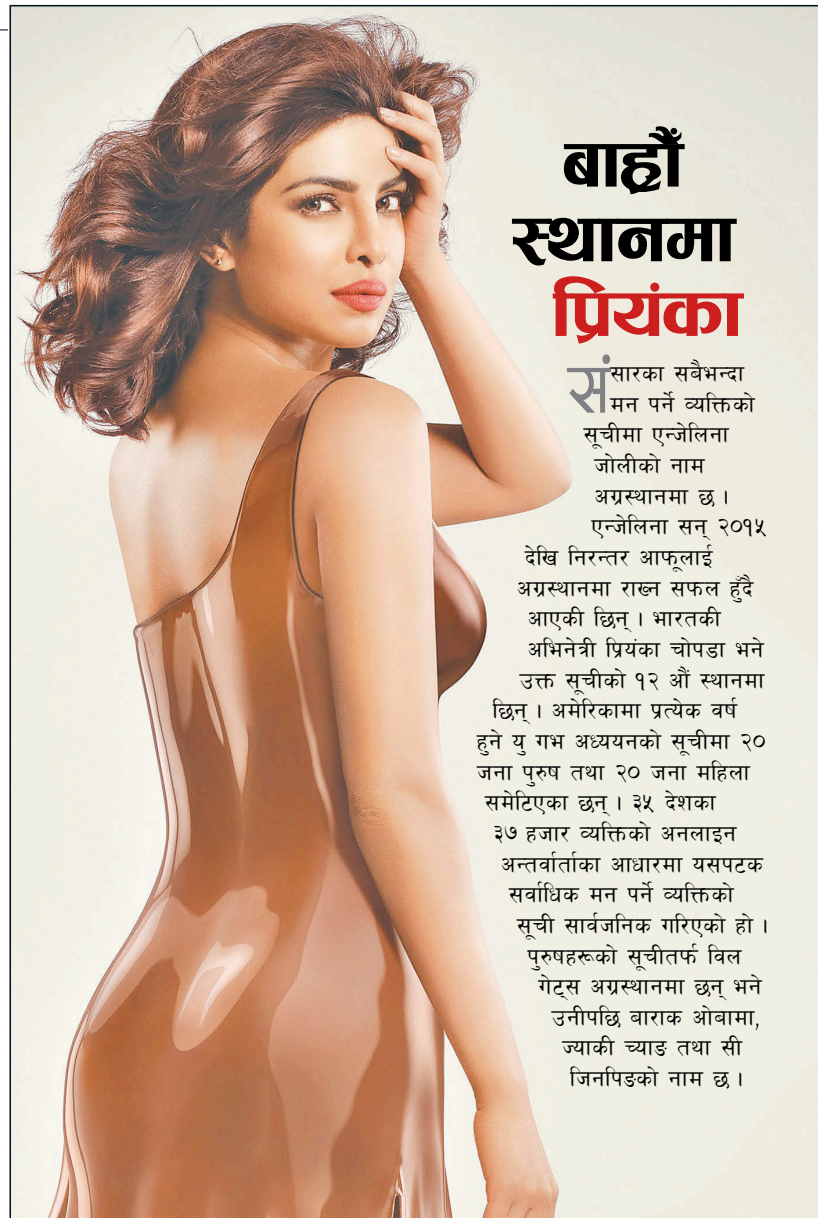 बाह्रौं
स्थानमा
प्रियंका
संसारका सबैभन्दा
मन पर्ने व्यक्तिको
सूचीमा एन्जेलिना
जोलीको नाम
अग्रस्थानमा छ ।
एन्जेलिना सन् २०१५
देखि निरन्तर आफूलाई
अग्रस्थानमा राख्न सफल हुँदै
आएकी छिन् । भारतकी
अभिनेत्री प्रियंका चोपडा भने
उक्त सूचीको १२ औं स्थानमा
छिन् । अमेरिकामा प्रत्येक वर्ष
हुने यु गभ अध्ययनको सूचीमा २०
जना पुरुष तथा २० जना महिला
समेटिएका छन् । ३५ देशका
३७ हजार व्यक्तिको अनलाइन
अन्तर्वार्ताका आधारमा यसपटक
सर्वाधिक मन पर्ने व्यक्तिको
सूची सार्वजनिक गरिएको हो ।
पुरुषहरूको सूचीतर्फ विल
गेट्स अग्रस्थानमा छन् भने
उनीपछि बाराक ओबामा,
ज्याकी च्याङ तथा सी
जिनपिङको नाम छ ।